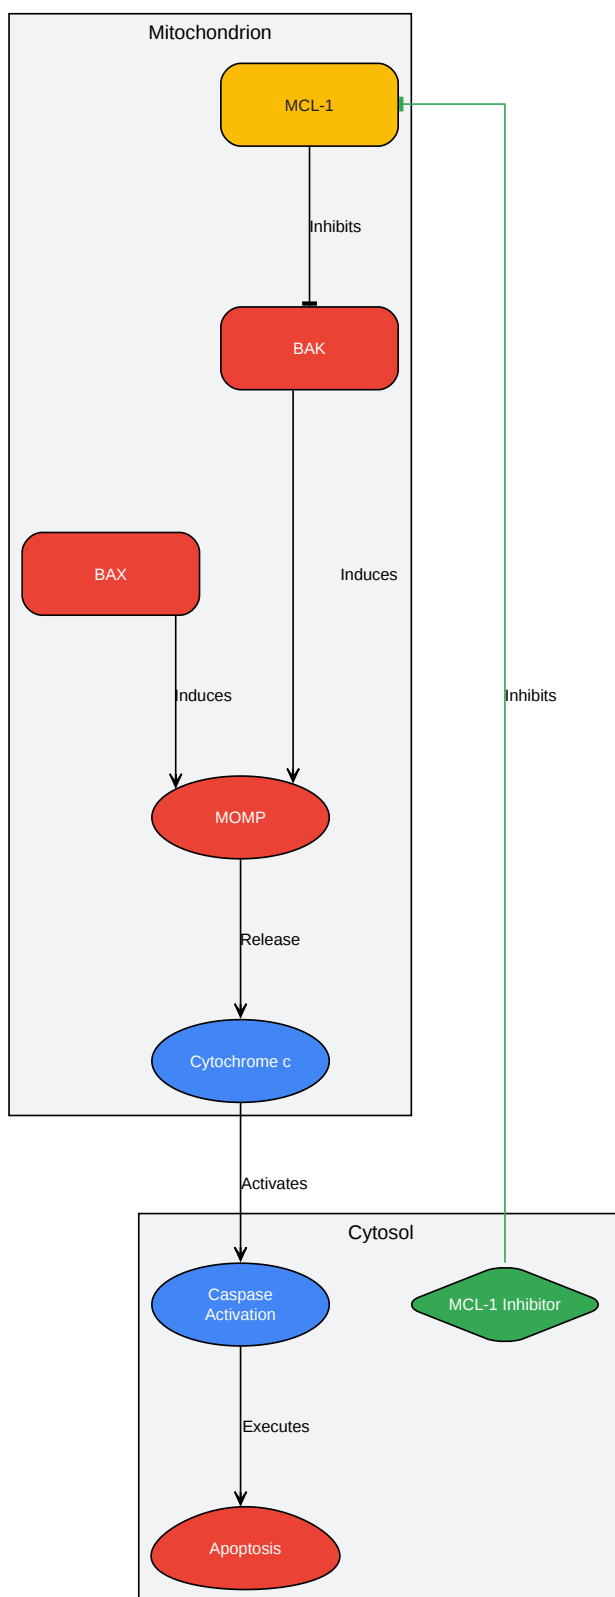 Mitochondrion
MCL-1
Inhibits
BAK
BAX
Induces
Induces
Inhibits
MOMP
Release
Cytochrome c
Activates
Cytosol
Caspase
Activation
MCL-1 Inhibitor
Executes
Apoptosis